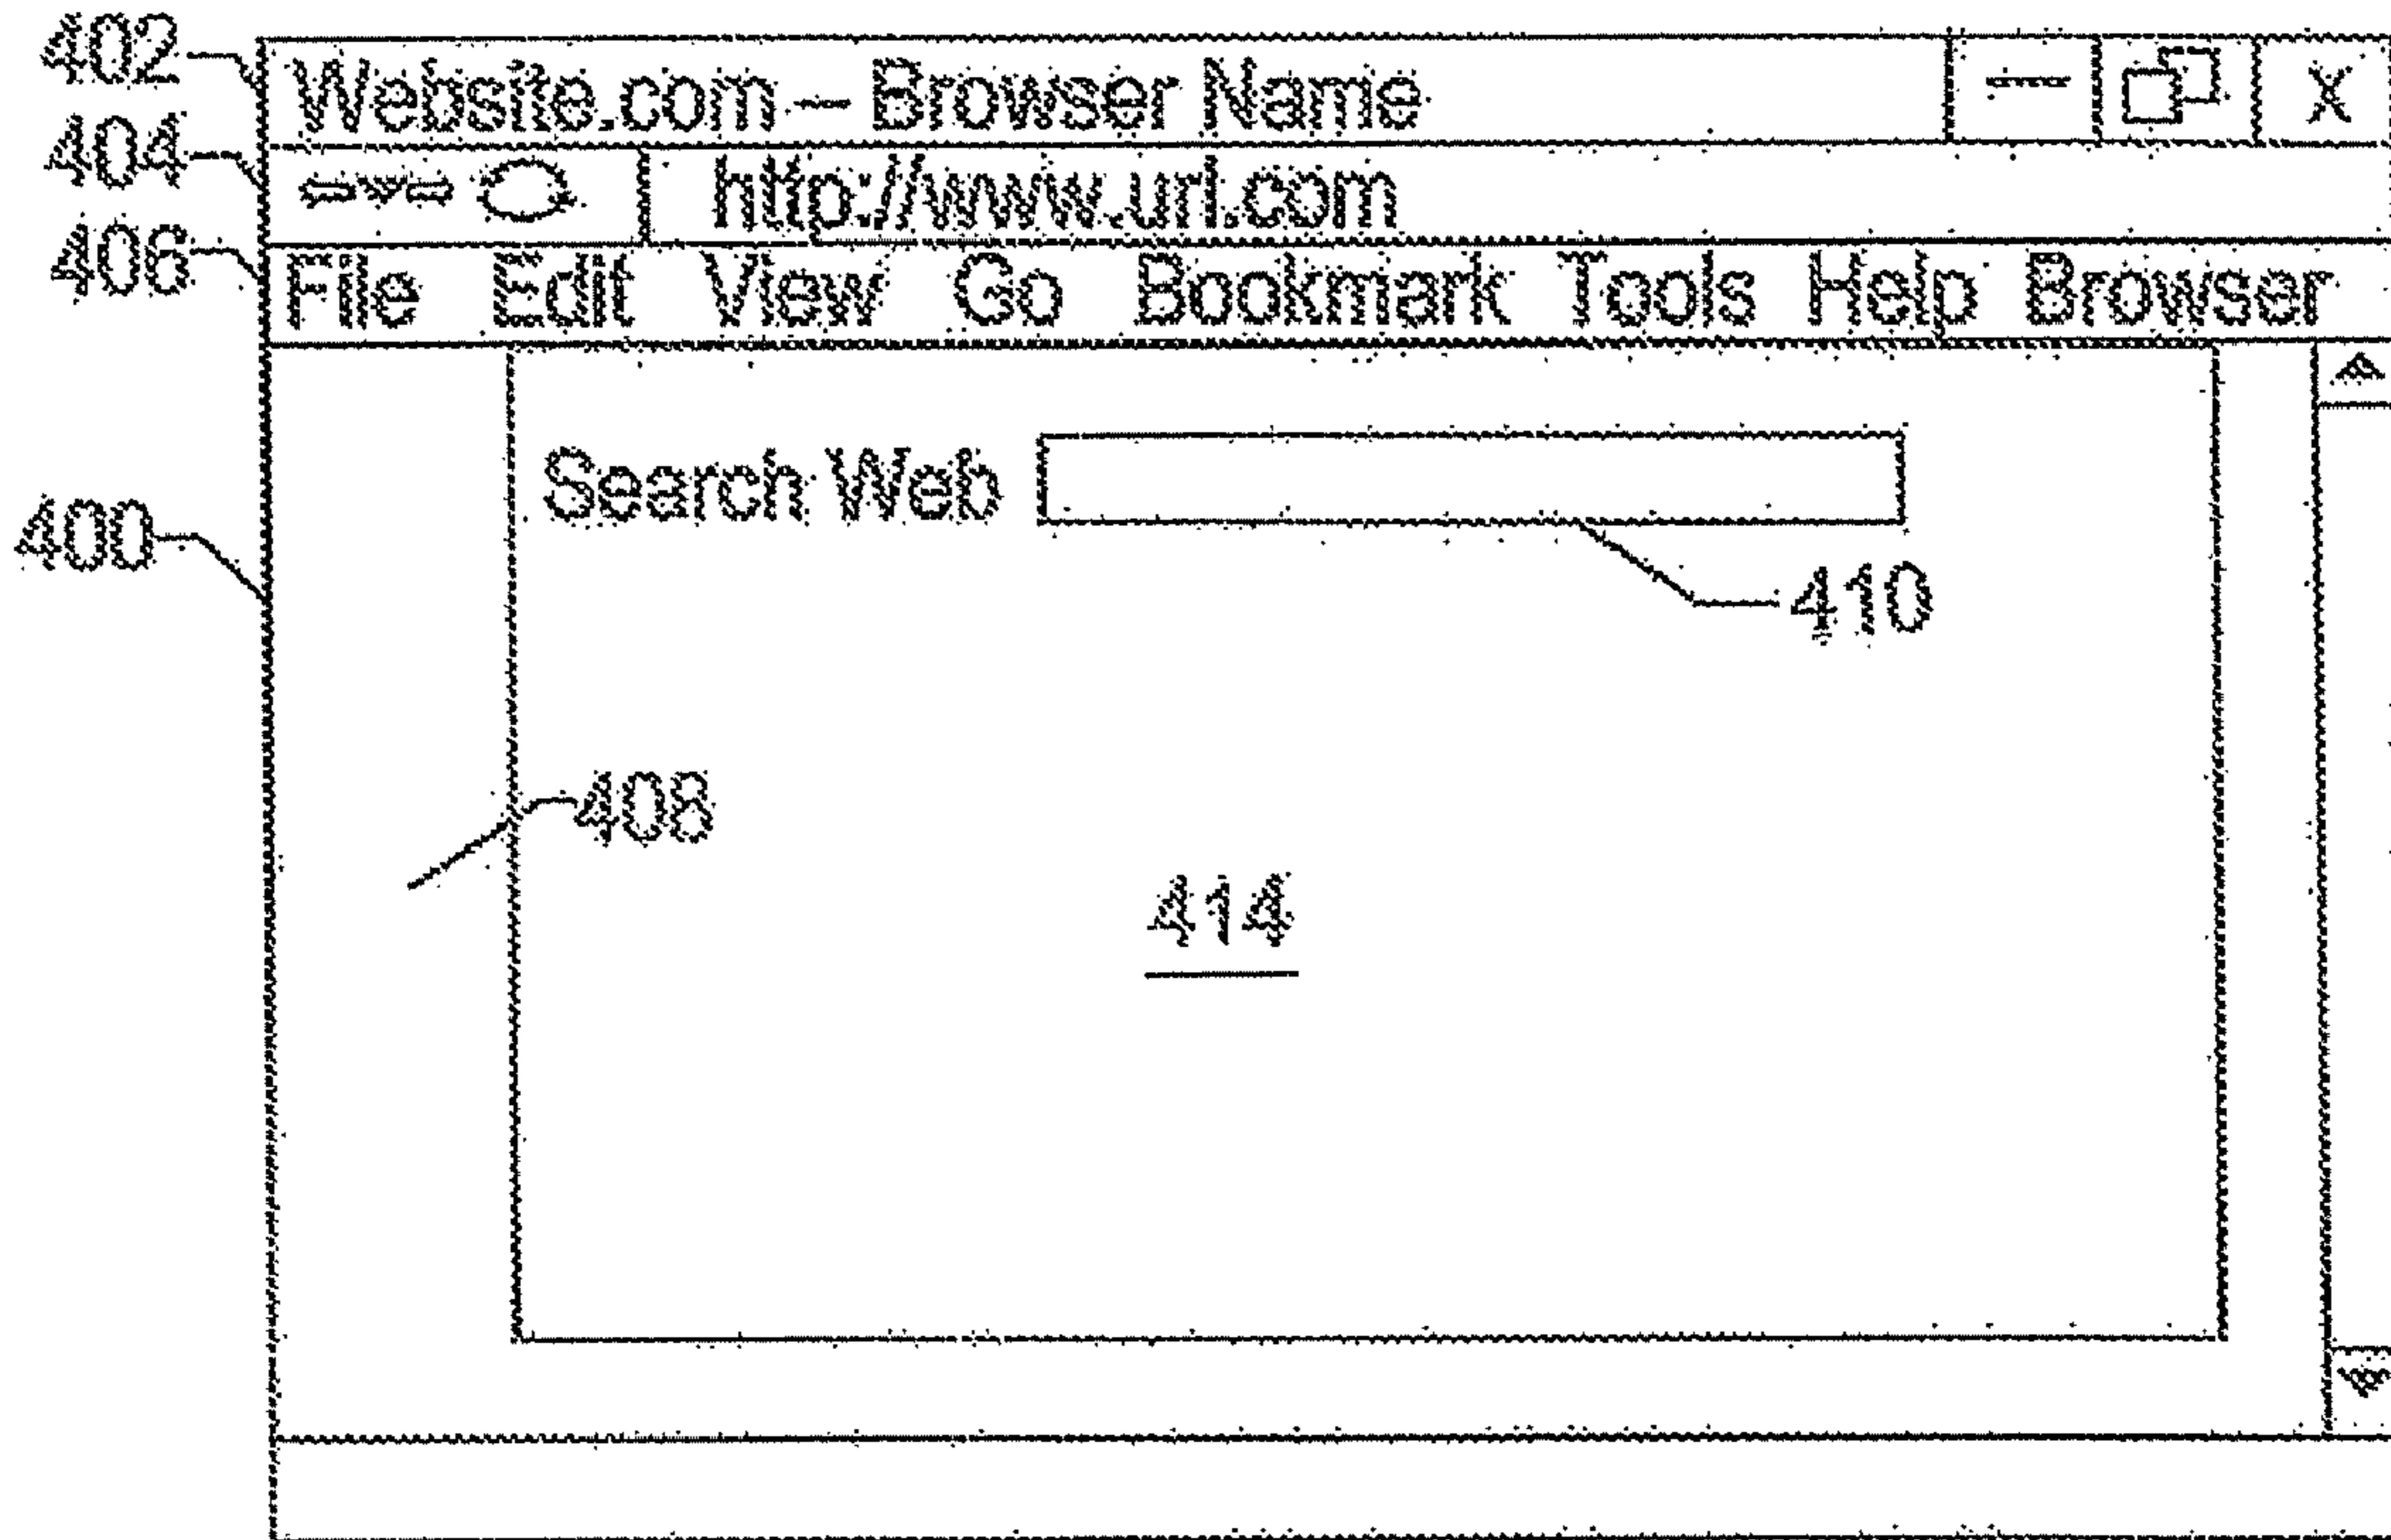 402
Website.com – Browser Name
X
404
http://www.url.com
406
File Edit View Go Bookmark Tools Help Browser
Search Web
400
410
408
414